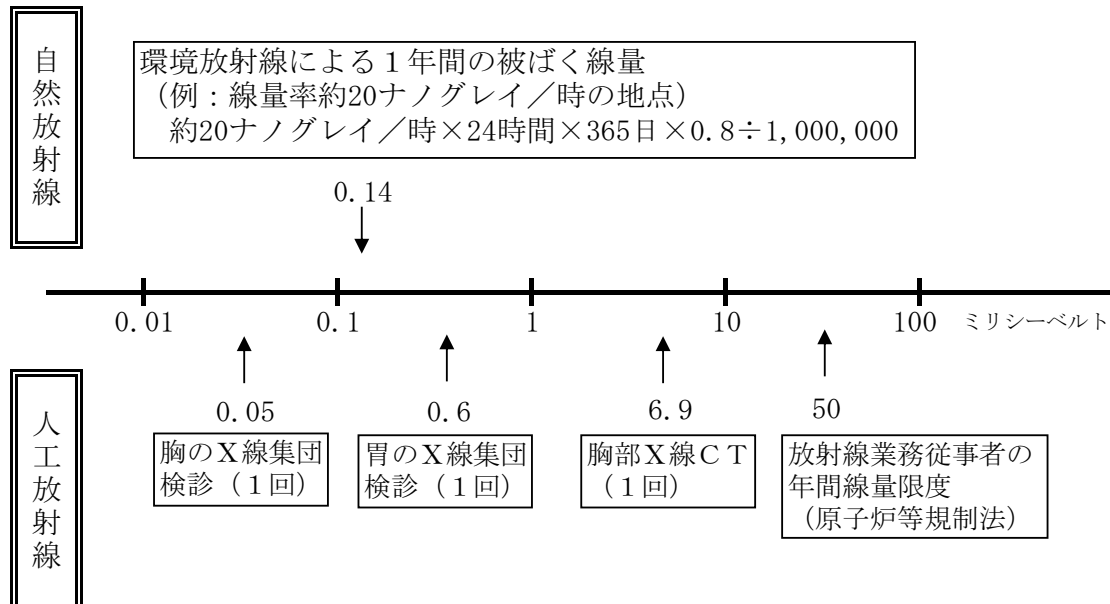 自然放射線
環境放射線による１年間の被ばく線量
（例：線量率約20ナノグレイ／時の地点）
約20ナノグレイ／時×24時間×365日×0.8÷1,000,000
0.14
0.01 0.1 1 10 100 ミリシーベルト
人工放射線
0.05
胸のＸ線集団
検診（１回）
0.6
胃のＸ線集団
検診（１回）
6.9
胸部Ｘ線ＣＴ
（１回）
50
放射線業務従事者の
年間線量限度
（原子炉等規制法）